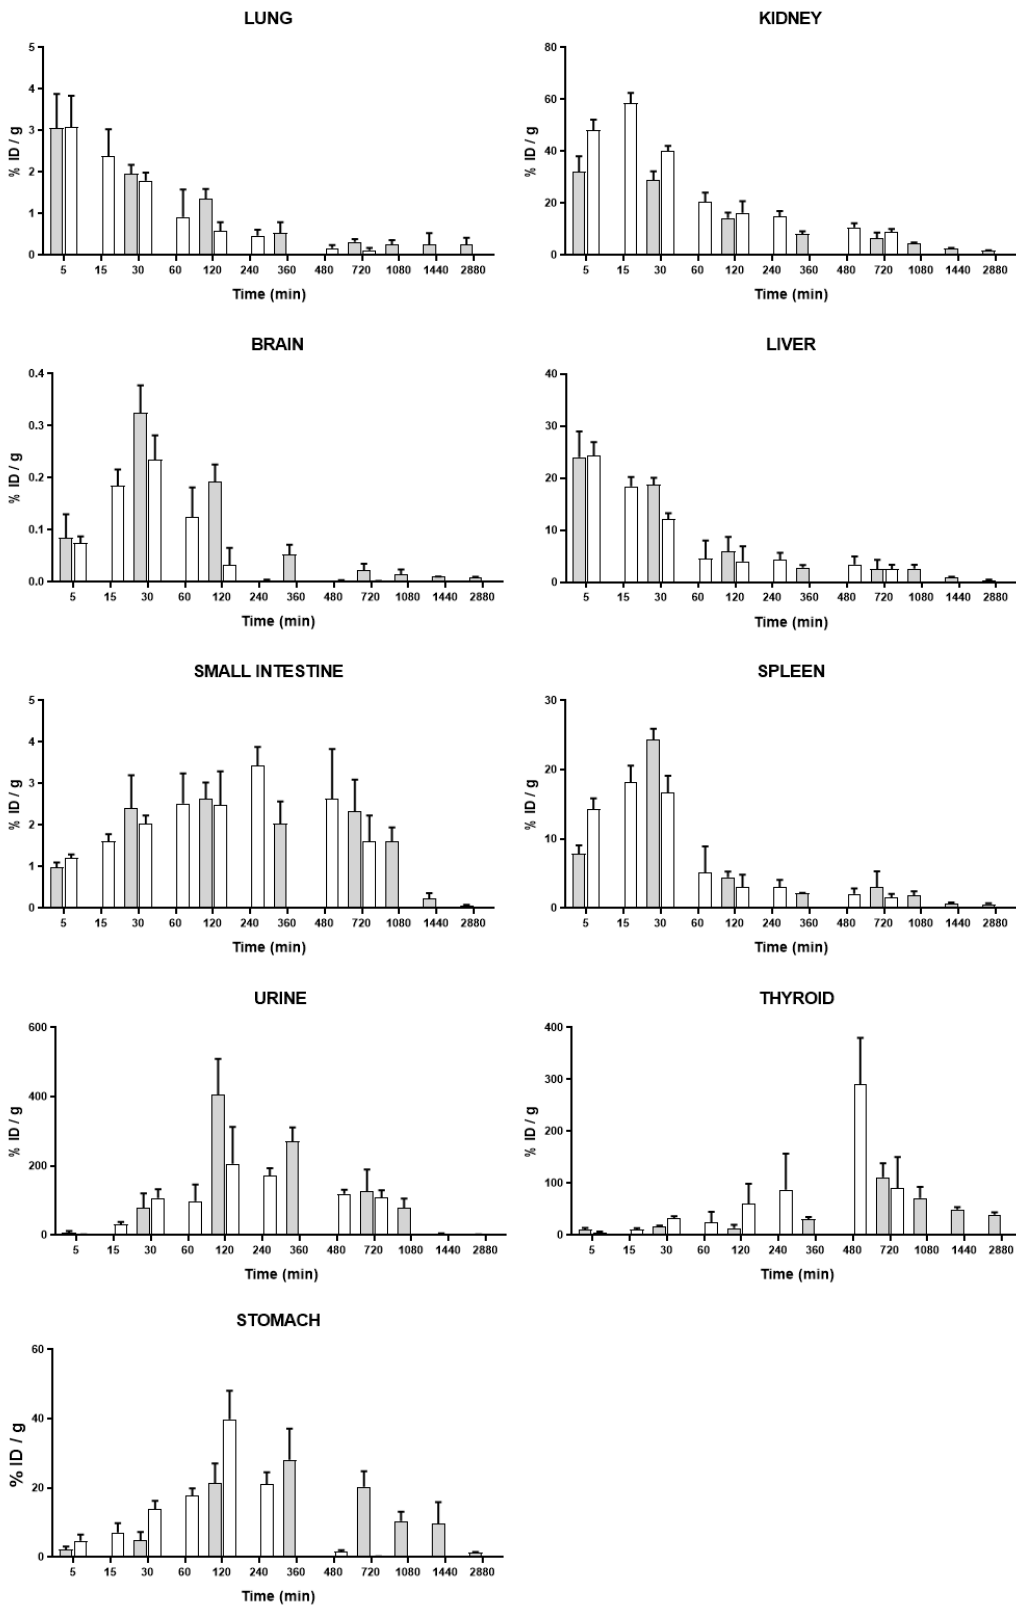 LUNG
5
4
3
2
1
0
% ID / g
5 15 30 60 120 240 360 480 720 1080 1440 2880
Time (min)
KIDNEY
80
60
40
20
0
% ID / g
5 15 30 60 120 240 360 480 720 1080 1440 2880
Time (min)
BRAIN
0.4
0.3
0.2
0.1
0.0
% ID / g
5 15 30 60 120 240 360 480 720 1080 1440 2880
Time (min)
LIVER
40
30
20
10
0
% ID / g
5 15 30 60 120 240 360 480 720 1080 1440 2880
Time (min)
SMALL INTESTINE
5
4
3
2
1
0
% ID / g
5 15 30 60 120 240 360 480 720 1080 1440 2880
Time (min)
SPLEEN
30
20
10
0
% ID / g
5 15 30 60 120 240 360 480 720 1080 1440 2880
Time (min)
URINE
600
400
200
0
% ID / g
5 15 30 60 120 240 360 480 720 1080 1440 2880
Time (min)
THYROID
400
300
200
100
0
% ID / g
5 15 30 60 120 240 360 480 720 1080 1440 2880
Time (min)
STOMACH
60
40
20
0
% ID / g
5 15 30 60 120 240 360 480 720 1080 1440 2880
Time (min)